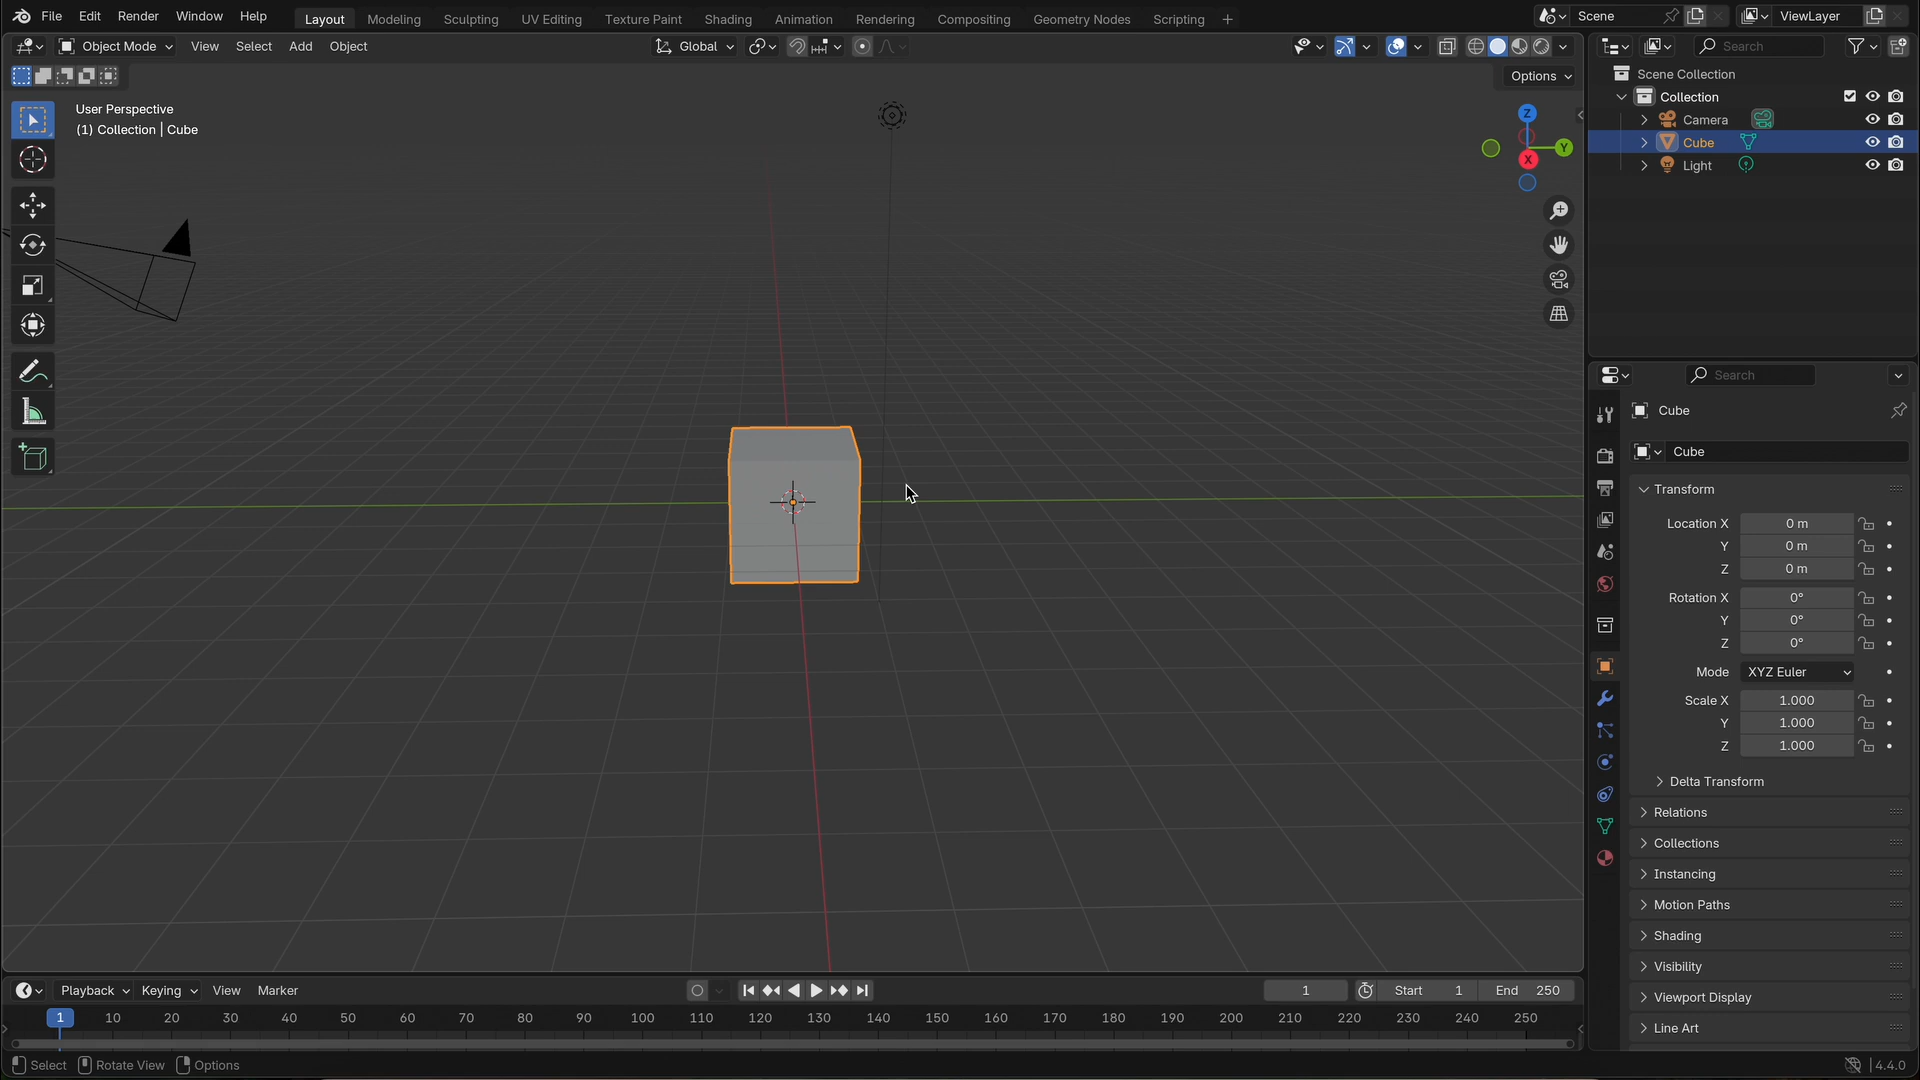 File Edit Render Window Help Layout Modeling Sculpting UV Editing Texture Paint Shading Animation Rendering Compositing Geometry Nodes Scripting + Scene ViewLayer
Object Mode View Select Add Object Global Search
Options
User Perspective
(1) Collection | Cube
Z
Y
X
Scene Collection
Collection
Camera
Cube
Light
Search
Cube
Cube
Transform
Location X 0 m
Y 0 m
Z 0 m
Rotation X 0°
Y 0°
Z 0°
Mode XYZ Euler
Scale X 1.000
Y 1.000
Z 1.000
Delta Transform
Relations
Collections
Instancing
Motion Paths
Shading
Visibility
Viewport Display
Line Art
Playback Keying View Marker 1 Start 1 End 250
1 10 20 30 40 50 60 70 80 90 100 110 120 130 140 150 160 170 180 190 200 210 220 230 240 250
Select Rotate View Options 4.4.0